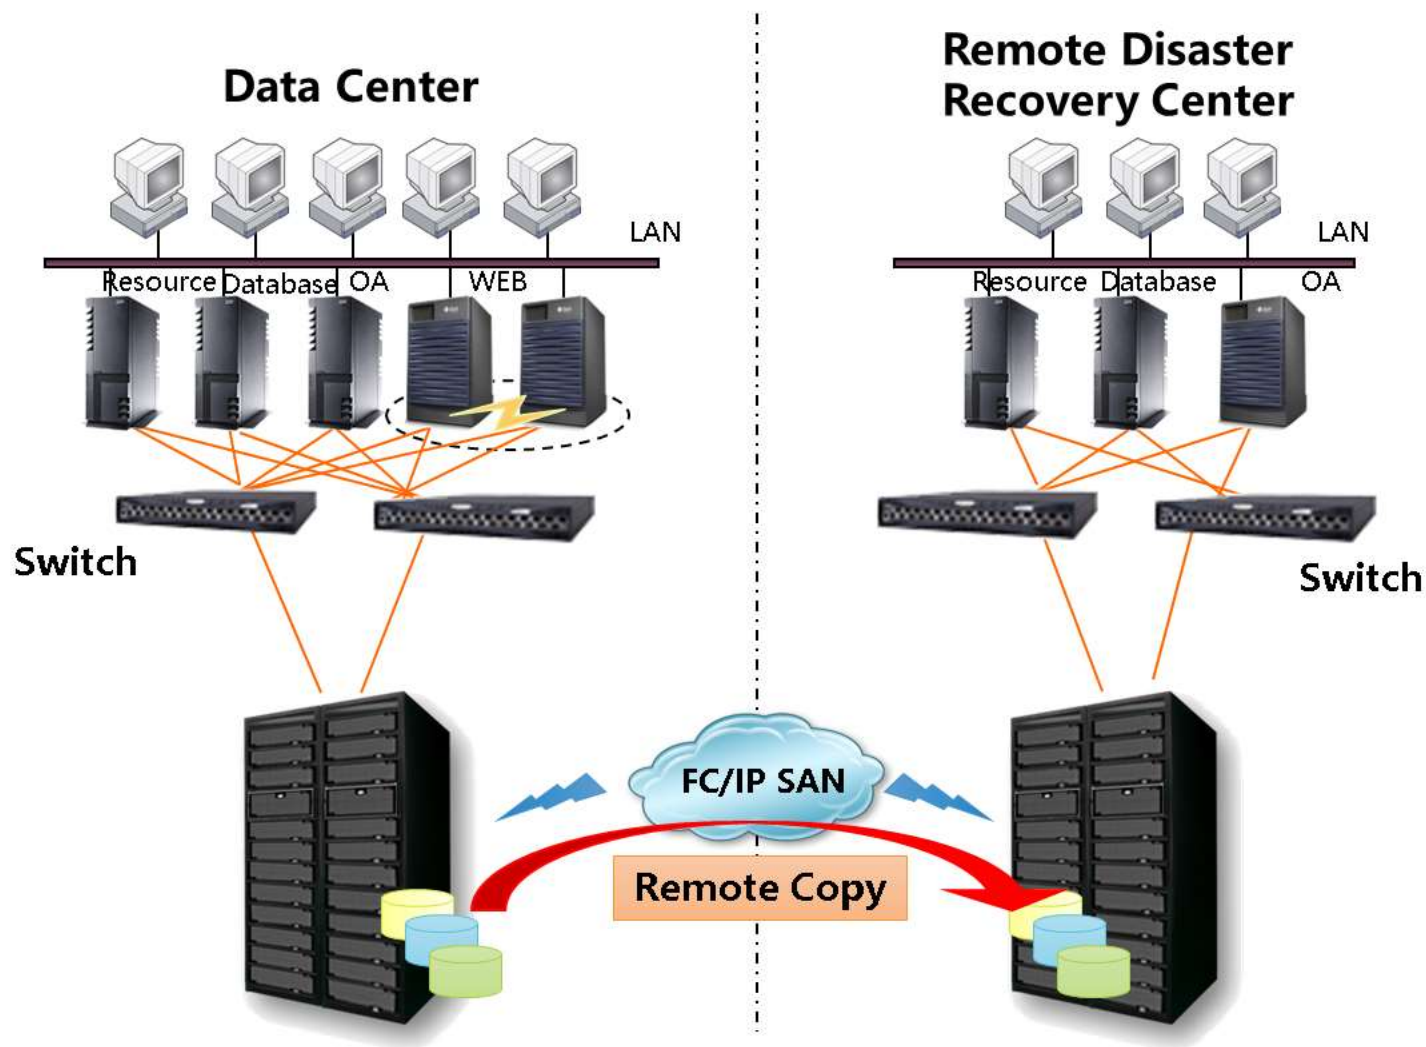 Data Center
Remote Disaster
Recovery Center
LAN
LAN
Resource Database OA WEB
Resource Database OA
Switch
Switch
FC/IP SAN
Remote Copy